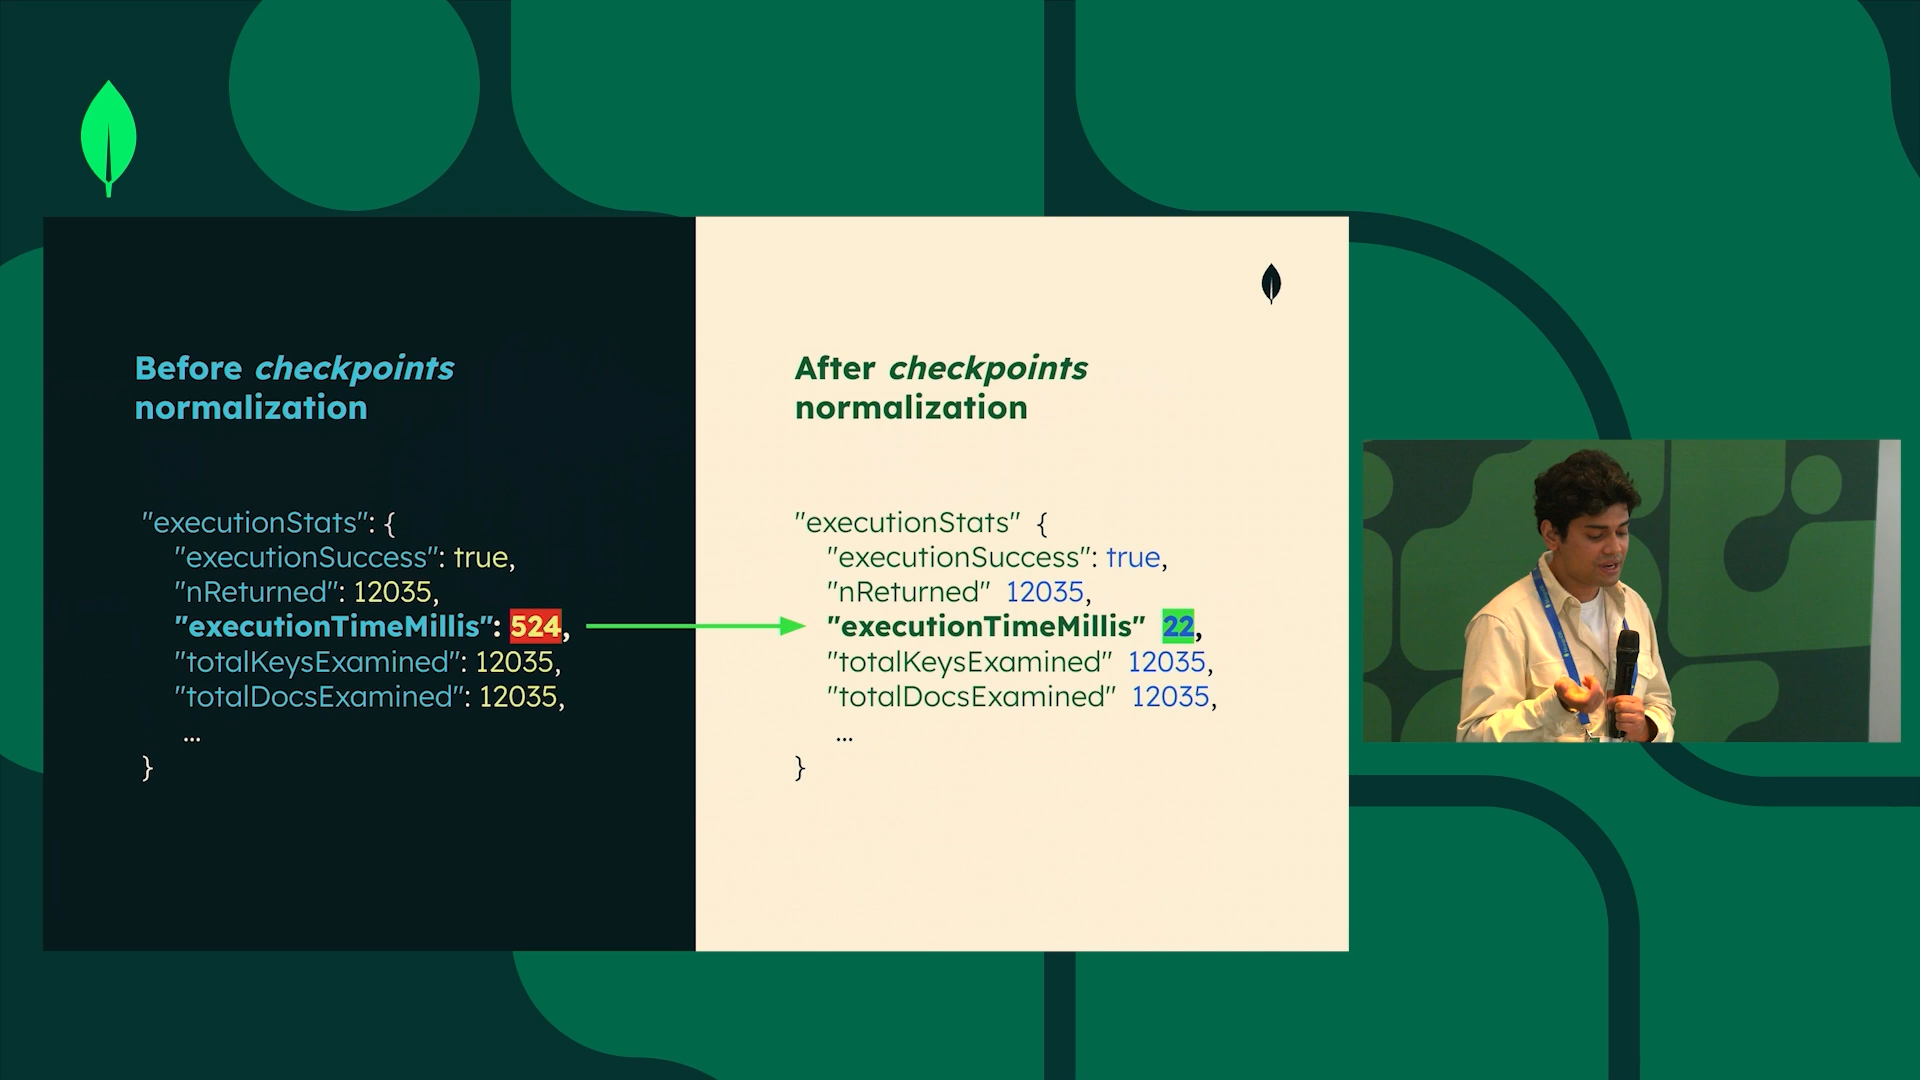 Before checkpoints
normalization
"executionStats": {
"executionSuccess": true,
"nReturned": 12035,
"executionTimeMillis": 524,
"totalKeysExamined": 12035,
"totalDocsExamined": 12035,
...
}
After checkpoints
normalization
"executionStats" {
"executionSuccess": true,
"nReturned" 12035,
"executionTimeMillis" 22,
"totalKeysExamined" 12035,
"totalDocsExamined" 12035,
...
}